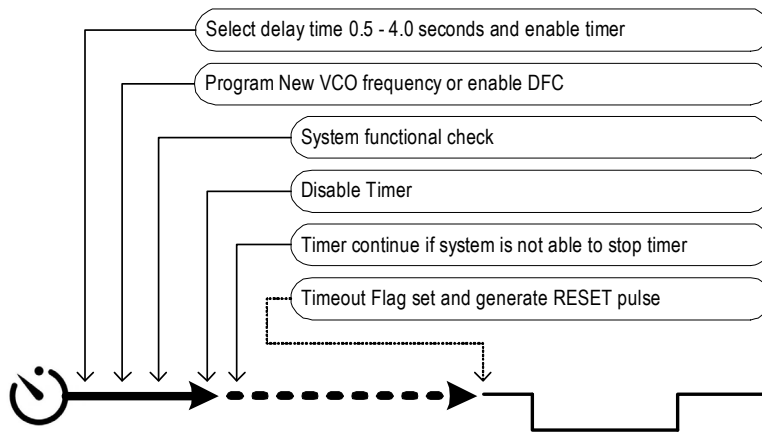 Select delay time 0.5 - 4.0 seconds and enable timer
Program New VCO frequency or enable DFC
System functional check
Disable Timer
Timer continue if system is not able to stop timer
Timeout Flag set and generate RESET pulse